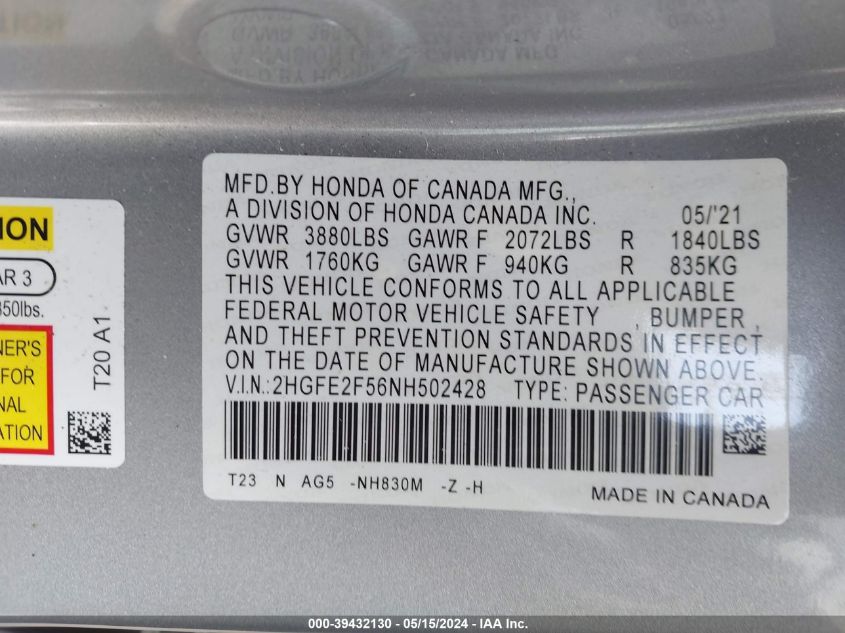 MFD.BY HONDA OF CANADA MFG.,
A DIVISION OF HONDA CANADA INC. 05/'21
GVWR 3880LBS GAWR F 2072LBS R 1840LBS
GVWR 1760KG GAWR F 940KG R 835KG
THIS VEHICLE CONFORMS TO ALL APPLICABLE
FEDERAL MOTOR VEHICLE SAFETY , BUMPER ,
AND THEFT PREVENTION STANDARDS IN EFFECT
ON THE DATE OF MANUFACTURE SHOWN ABOVE.
V.I.N.:2HGFE2F56NH502428 TYPE: PASSENGER CAR
T23 N AG5 -NH830M -Z -H
MADE IN CANADA
ION
AR 3
850lbs.
NER'S
FOR
NAL
ATION
T20 A1
000-39432130 - 05/15/2024 - IAA Inc.